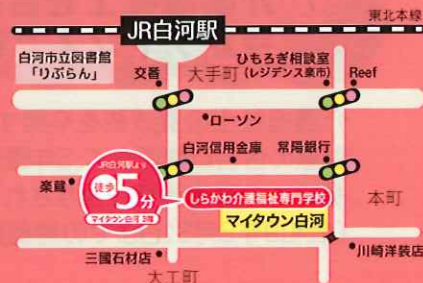 東北本線
JR白河駅
白河市立図書館
「りぶらん」
交番
大手町
ひもろぎ相談室
(レジデンス楽市)
Reef
ローソン
白河信用金庫
常陽銀行
JR白河駅より
徒歩5分
マイタウン白河 3階
楽蔵
しらかわ介護福祉専門学校
マイタウン白河
本町
三國石材店
川崎洋装店
大工町